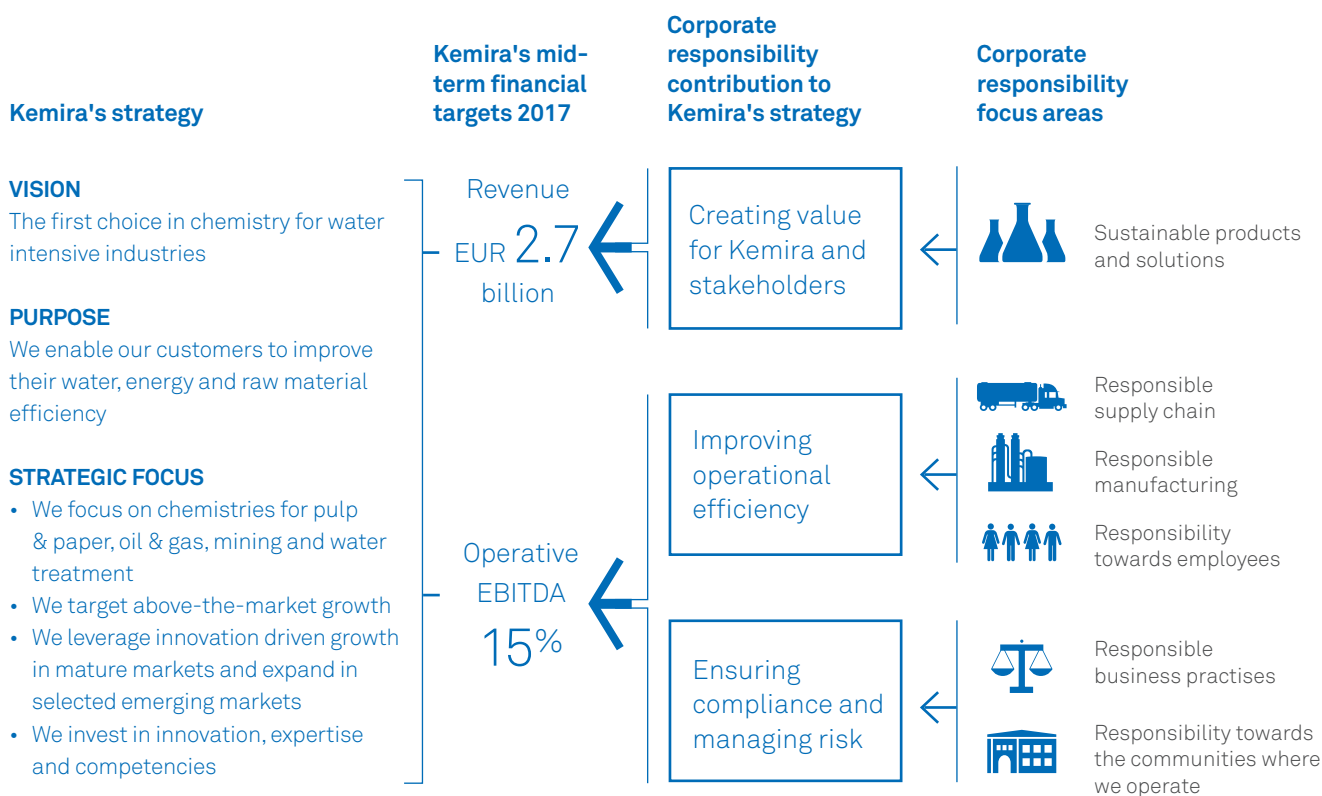 Kemira's strategy
VISION
The first choice in chemistry for water
intensive industries
PURPOSE
We enable our customers to improve
their water, energy and raw material
efficiency
STRATEGIC FOCUS
• We focus on chemistries for pulp
& paper, oil & gas, mining and water
treatment
• We target above-the-market growth
• We leverage innovation driven growth
in mature markets and expand in
selected emerging markets
• We invest in innovation, expertise
and competencies
Kemira's mid-
term financial
targets 2017
Revenue
EUR 2.7
billion
Operative
EBITDA
15%
Corporate
responsibility
contribution to
Kemira's strategy
Creating value
for Kemira and
stakeholders
Improving
operational
efficiency
Ensuring
compliance and
managing risk
Corporate
responsibility
focus areas
Sustainable products
and solutions
Responsible
supply chain
Responsible
manufacturing
Responsibility
towards employees
Responsible
business practises
Responsibility towards
the communities where
we operate